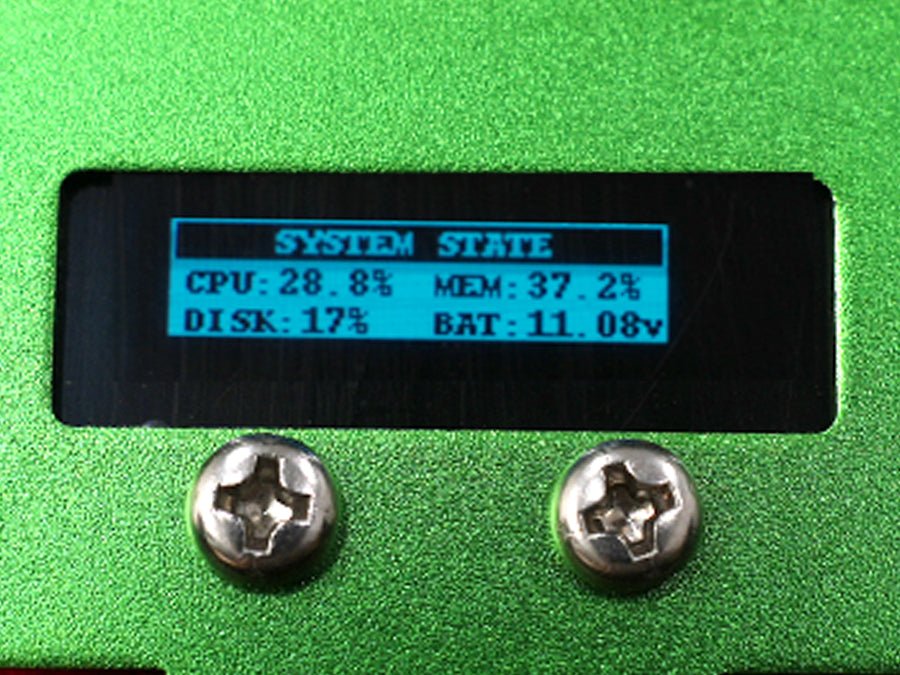 SYSTEM STATE
CPU:28.8% MEM:37.2%
DISK:17% BAT:11.08v